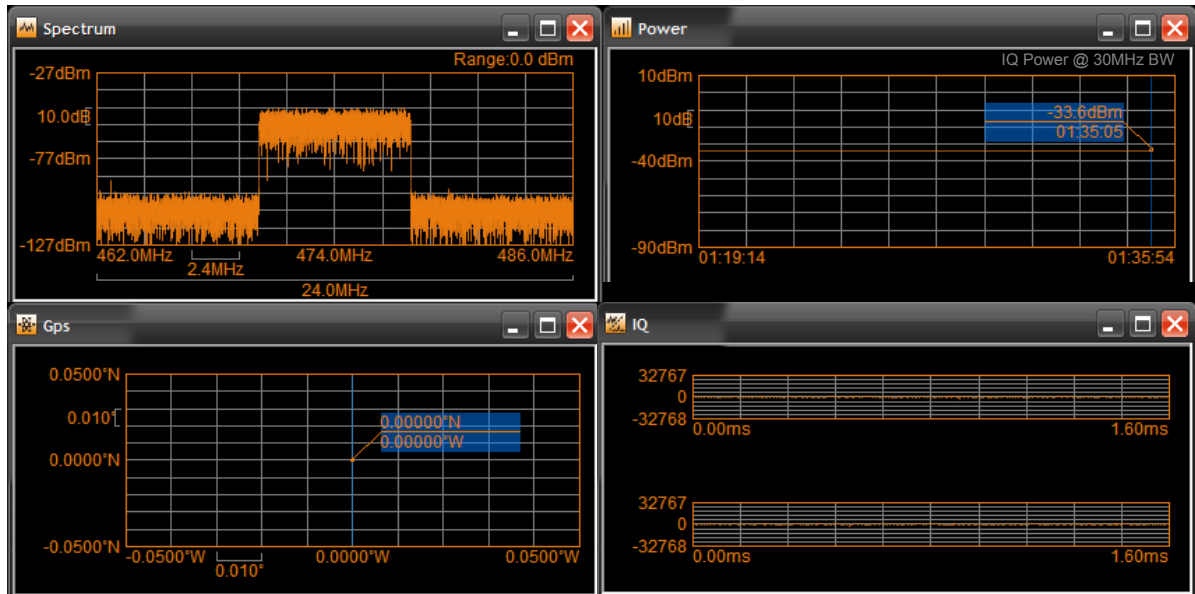 Spectrum
Range:0.0 dBm
-27dBm
10.0dB
-77dBm
-127dBm
462.0MHz
474.0MHz
486.0MHz
2.4MHz
24.0MHz
Power
IQ Power @ 30MHz BW
10dBm
10dB
-33.6dBm
01:35:05
-40dBm
-90dBm
01:19:14
01:35:54
Gps
0.0500°N
0.010°
0.00000°N
0.00000°W
0.0000°N
-0.0500°N
-0.0500°W
0.0000°W
0.0500°W
0.010°
IQ
32767
0
-32768
0.00ms
1.60ms
32767
0
-32768
0.00ms
1.60ms